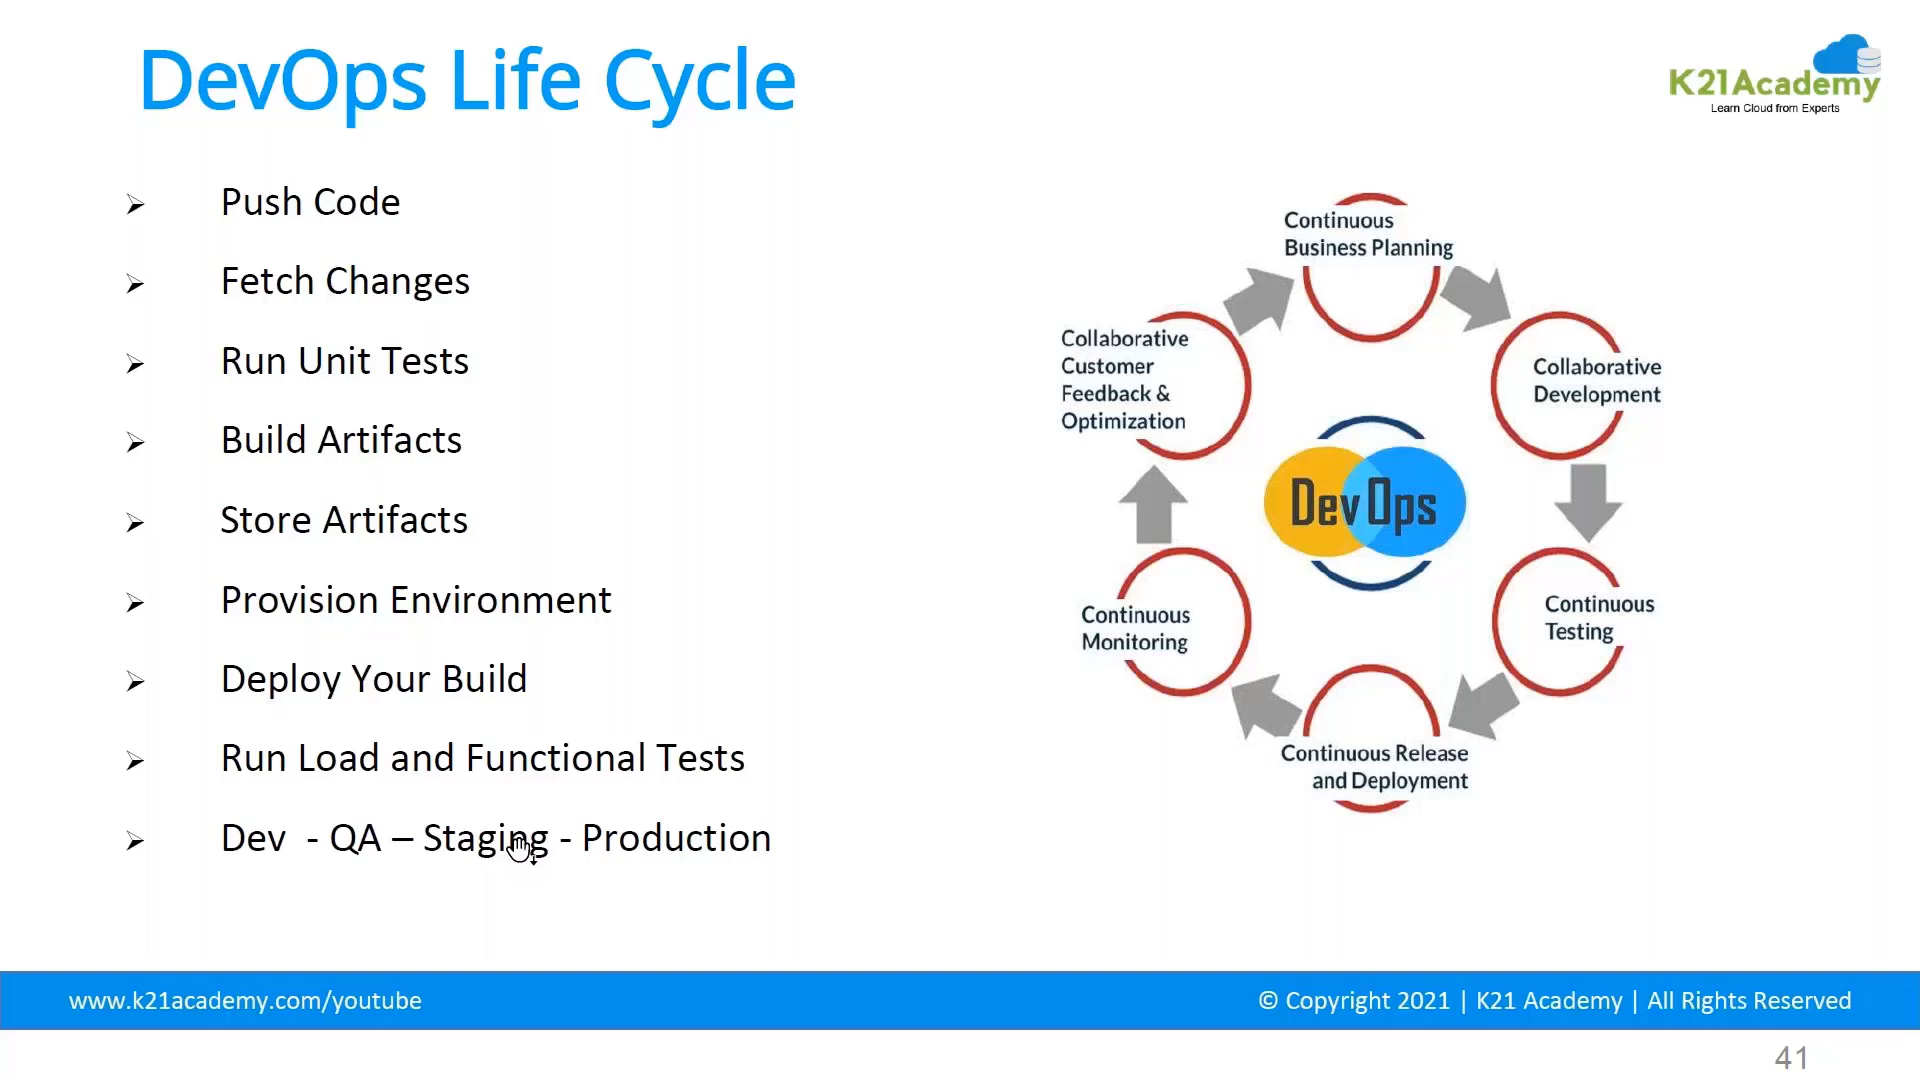 DevOps Life Cycle
K21Academy
Learn Cloud from Experts
Push Code
Fetch Changes
Run Unit Tests
Build Artifacts
Store Artifacts
Provision Environment
Deploy Your Build
Run Load and Functional Tests
Dev - QA – Staging - Production
Continuous
Business Planning
Collaborative
Development
Continuous
Testing
Continuous Release
and Deployment
Continuous
Monitoring
Collaborative
Customer
Feedback &
Optimization
DevOps
www.k21academy.com/youtube
© Copyright 2021 | K21 Academy | All Rights Reserved
41